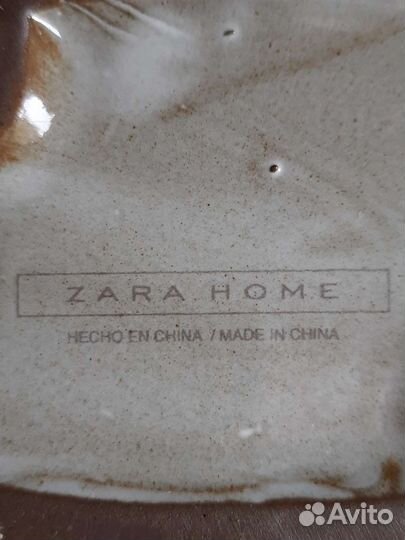 ZARA HOME
HECHO EN CHINA / MADE IN CHINA
Avito